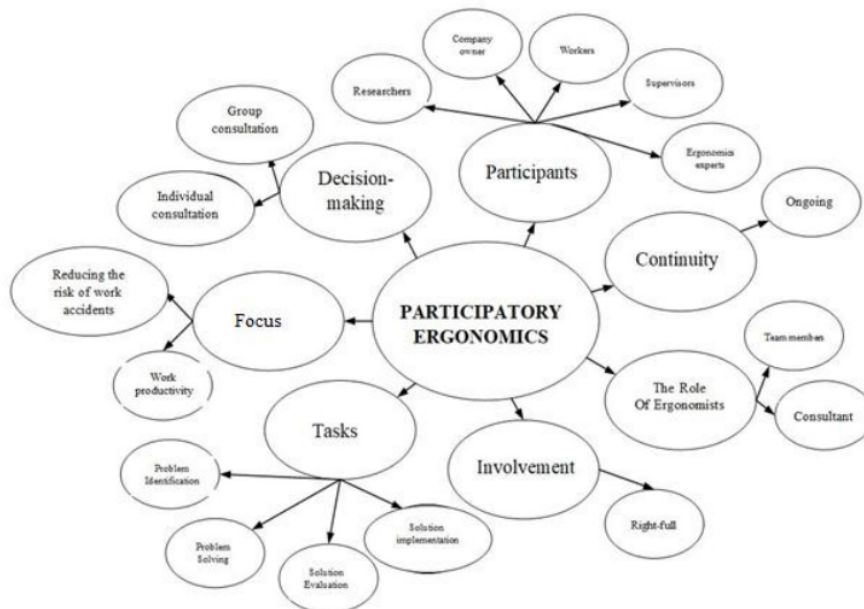 Company
owner
Workers
Researchers
Supervisors
Group
consultation
Ergonomics
experts
Participants
Decision-
making
Individual
consultation
Ongoing
Continuity
Reducing the
risk of work
accidents
Focus
PARTICIPATORY
ERGONOMICS
Team member
Work
productivity
The Role
Of Ergonomists
Consultant
Tasks
Involvement
Problem
Identification
Right-full
Solution
implementation
Problem
Solving
Solution
Evaluation